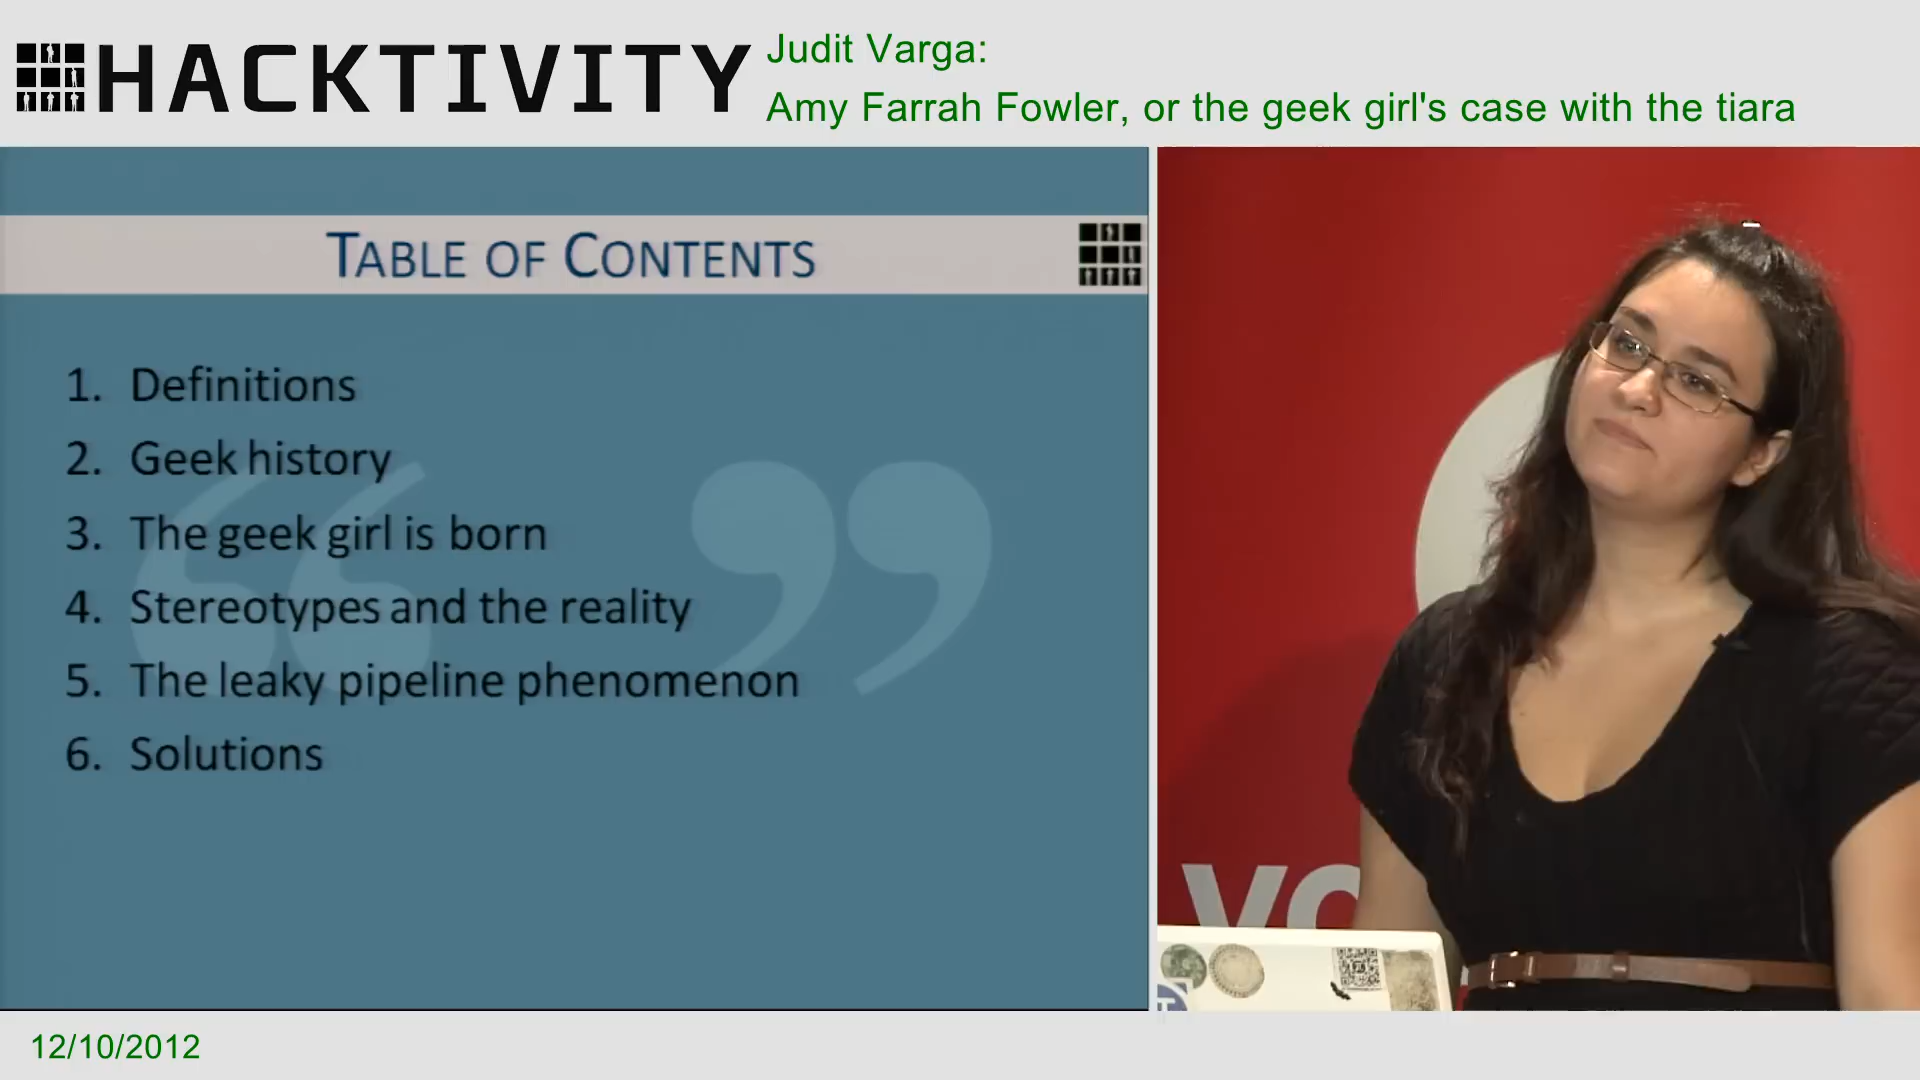 HACKTIVITY
Judit Varga:
Amy Farrah Fowler, or the geek girl's case with the tiara
TABLE OF CONTENTS
1. Definitions
2. Geek history
3. The geek girl is born
4. Stereotypes and the reality
5. The leaky pipeline phenomenon
6. Solutions
vo
12/10/2012